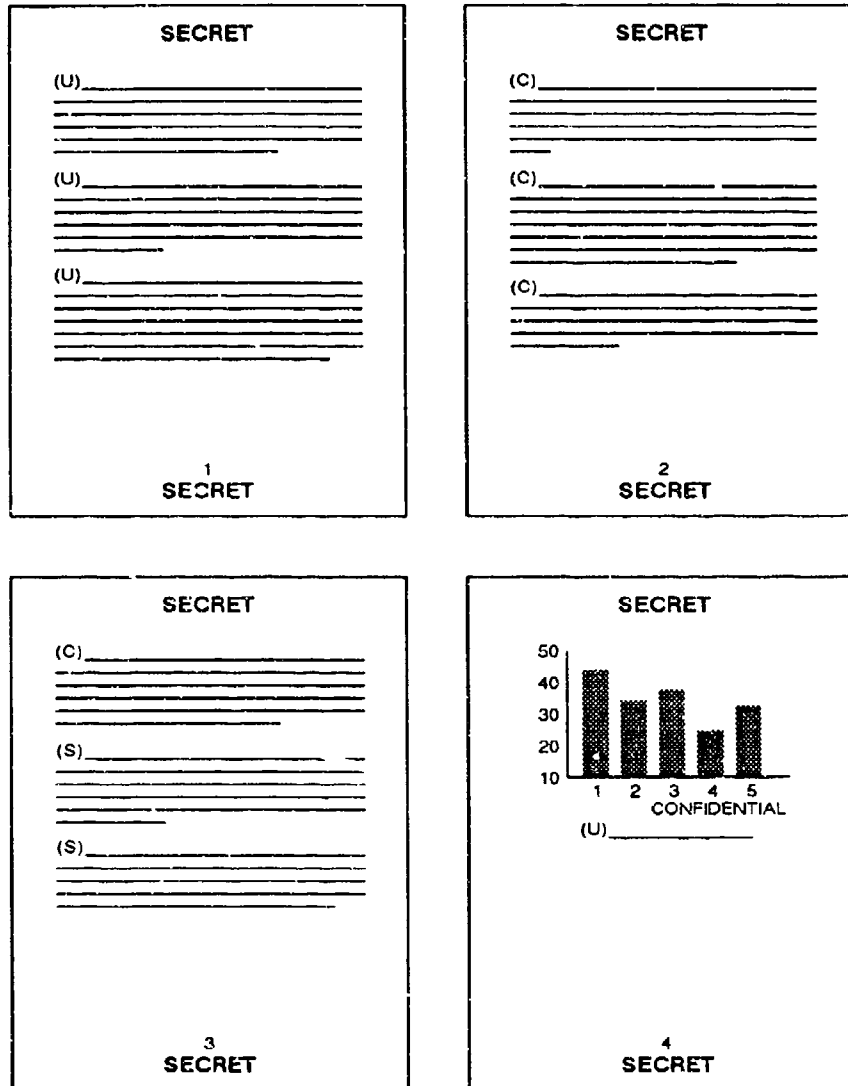 SECRET
(U)
(U)
(U)
1
SECRET
SECRET
(C)
(C)
(C)
2
SECRET
SECRET
(C)
(S)
(S)
3
SECRET
SECRET
50
40
30
20
10
1 2 3 4 5
CONFIDENTIAL
(U)
4
SECRET